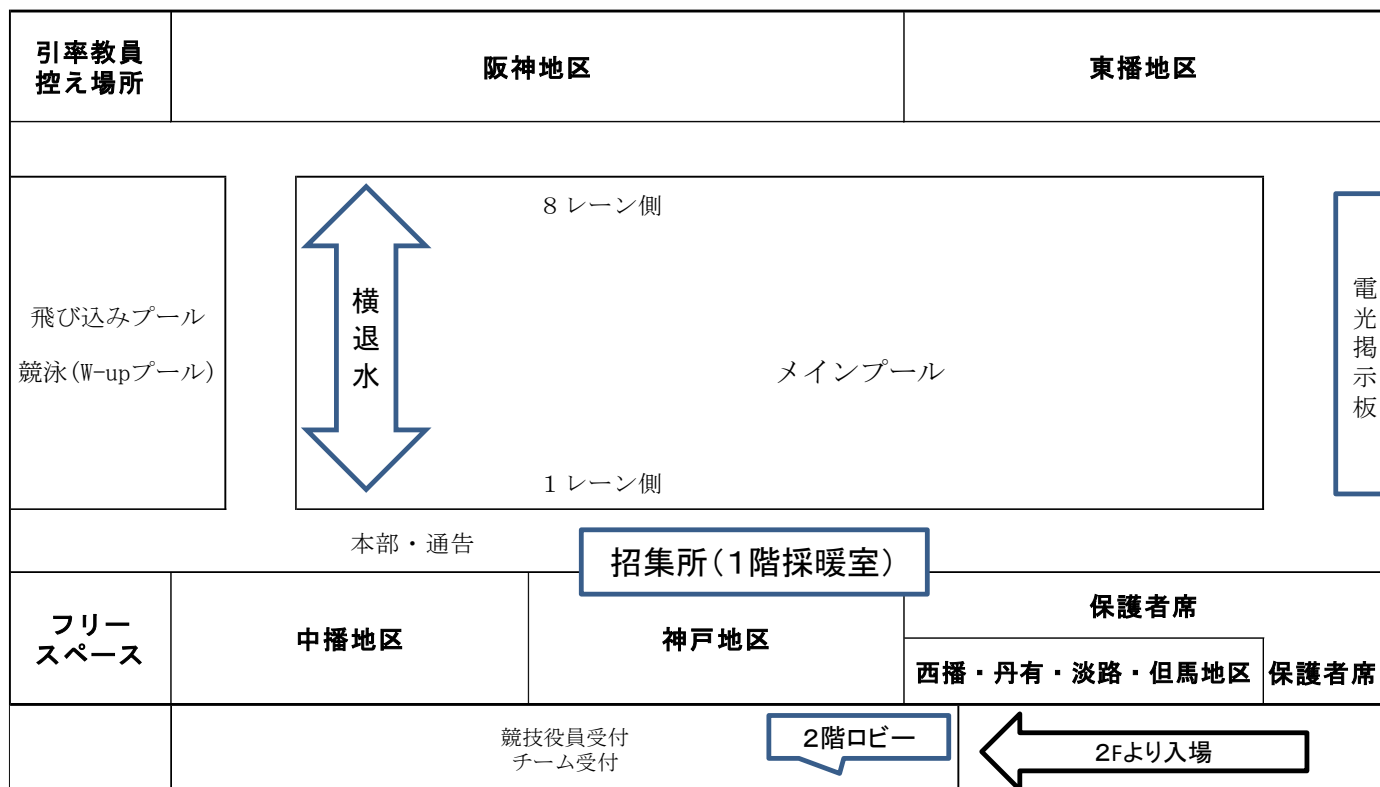 引率教員
控え場所
阪神地区
東播地区
8レーン側
横退水
飛び込みプール
競泳(W-upプール)
メインプール
電光掲示板
1レーン側
本部・通告
招集所(1階採暖室)
フリー
スペース
中播地区
神戸地区
保護者席
西播・丹有・淡路・但馬地区
保護者席
競技役員受付
チーム受付
2階ロビー
2Fより入場